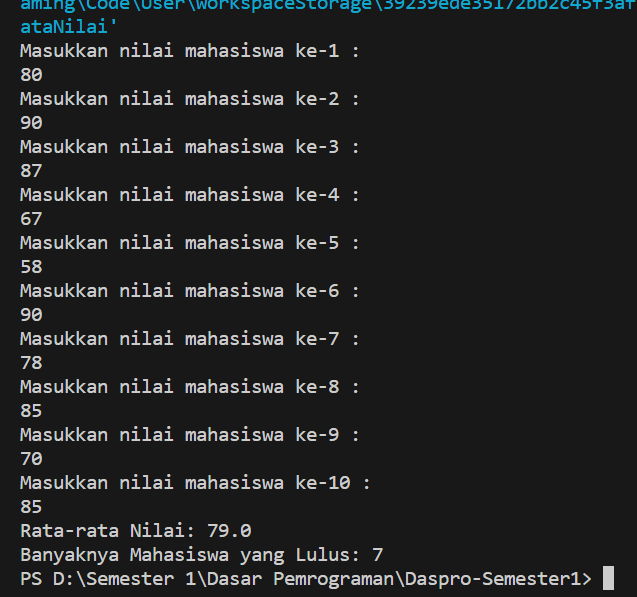 aming\Code\User\workspaceStorage\39239ede35172bb2c45f3af
ataNilai'
Masukkan nilai mahasiswa ke-1 :
80
Masukkan nilai mahasiswa ke-2 :
90
Masukkan nilai mahasiswa ke-3 :
87
Masukkan nilai mahasiswa ke-4 :
67
Masukkan nilai mahasiswa ke-5 :
58
Masukkan nilai mahasiswa ke-6 :
90
Masukkan nilai mahasiswa ke-7 :
78
Masukkan nilai mahasiswa ke-8 :
85
Masukkan nilai mahasiswa ke-9 :
70
Masukkan nilai mahasiswa ke-10 :
85
Rata-rata Nilai: 79.0
Banyaknya Mahasiswa yang Lulus: 7
PS D:\Semester 1\Dasar Pemrograman\Daspro-Semester1>